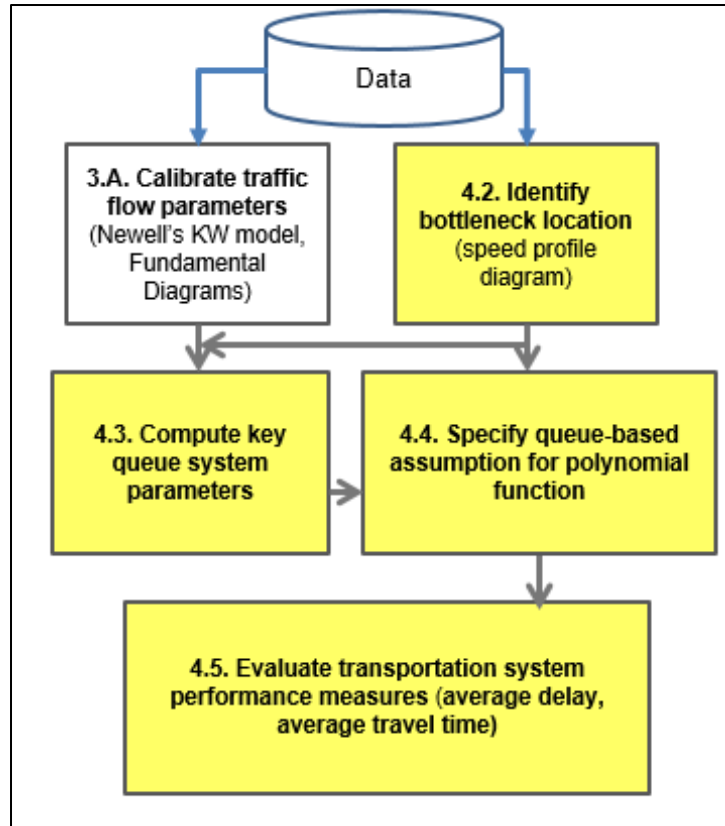 Data
3.A. Calibrate traffic
flow parameters
(Newell's KW model,
Fundamental
Diagrams)
4.2. Identify
bottleneck location
(speed profile
diagram)
4.3. Compute key
queue system
parameters
4.4. Specify queue-based
assumption for polynomial
function
4.5. Evaluate transportation system
performance measures (average delay,
average travel time)